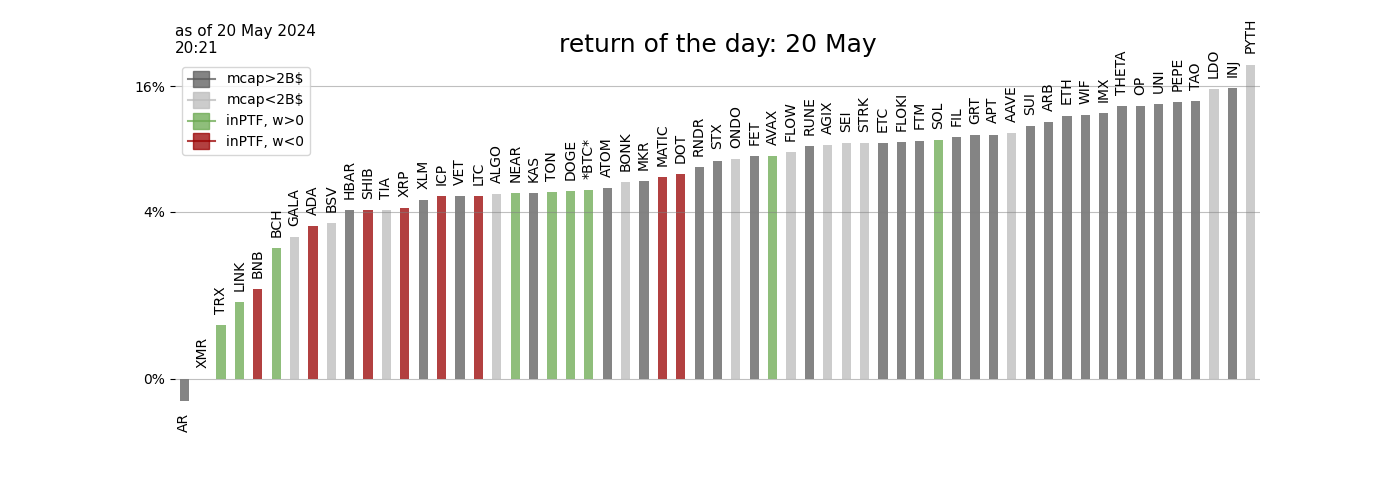 as of 20 May 2024
20:21
return of the day: 20 May
mcap>2B$
mcap<2B$
inPTF, w>0
inPTF, w<0
16%
4%
0%
AR
XMR
TRX
LINK
BNB
BCH
GALA
ADA
BSV
HBAR
SHIB
TIA
XRP
XLM
ICP
VET
LTC
ALGO
NEAR
KAS
TON
DOGE
*BTC*
ATOM
BONK
MKR
MATIC
DOT
RNDR
STX
ONDO
FET
AVAX
FLOW
RUNE
AGIX
SEI
STRK
ETC
FLOKI
FTM
SOL
FIL
GRT
APT
AAVE
SUI
ARB
ETH
WIF
IMX
THETA
OP
UNI
PEPE
TAO
LDO
INJ
PYTH